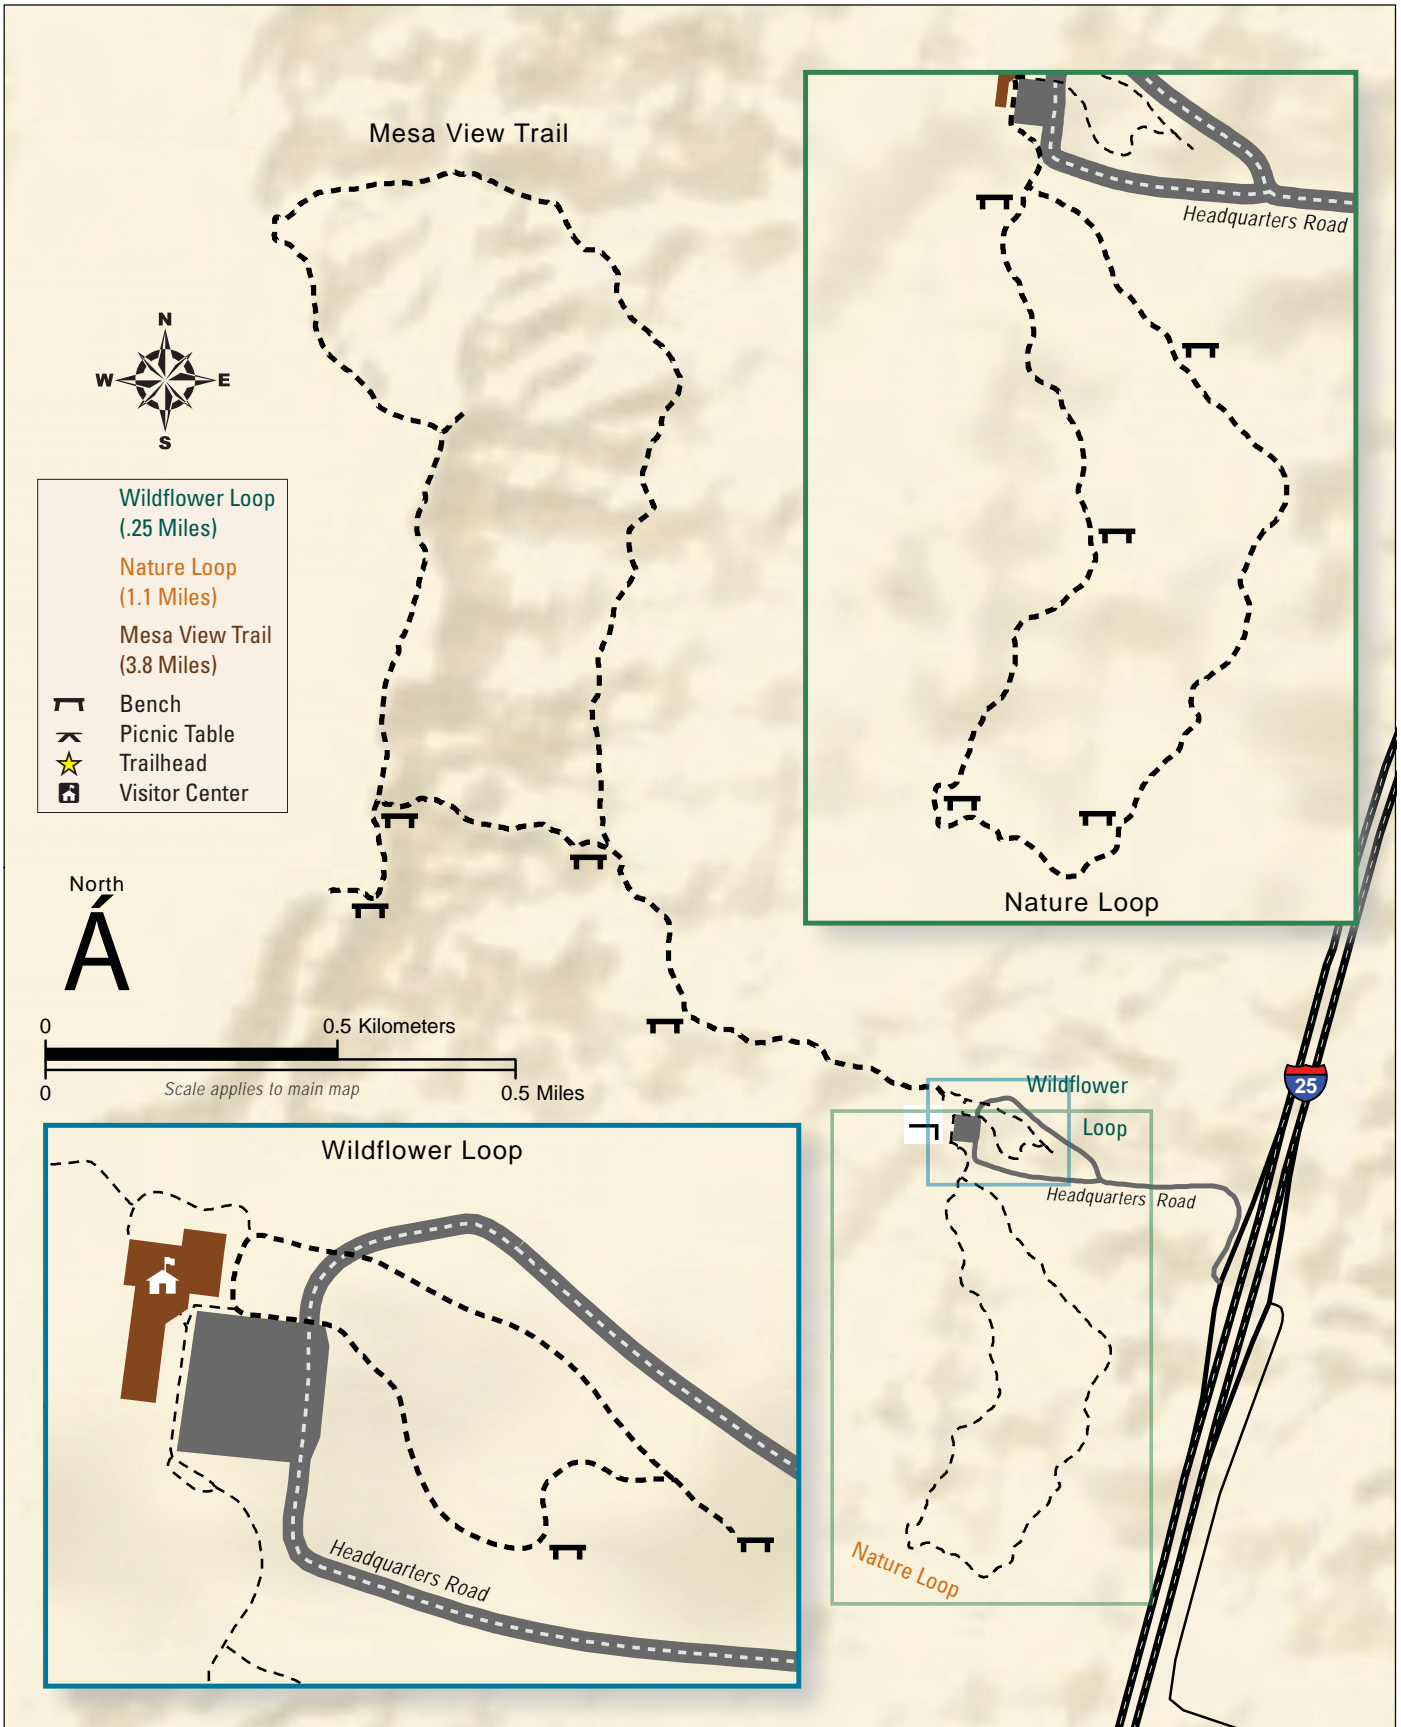 Mesa View Trail
Headquarters Road
N
W
E
S
Wildflower Loop
(.25 Miles)
Nature Loop
(1.1 Miles)
Mesa View Trail
(3.8 Miles)
Bench
Picnic Table
Trailhead
Visitor Center
North
Á
Nature Loop
0
0.5 Kilometers
0
0.5 Miles
Scale applies to main map
25
Wildflower
Loop
Headquarters Road
Nature Loop
Wildflower Loop
Headquarters Road